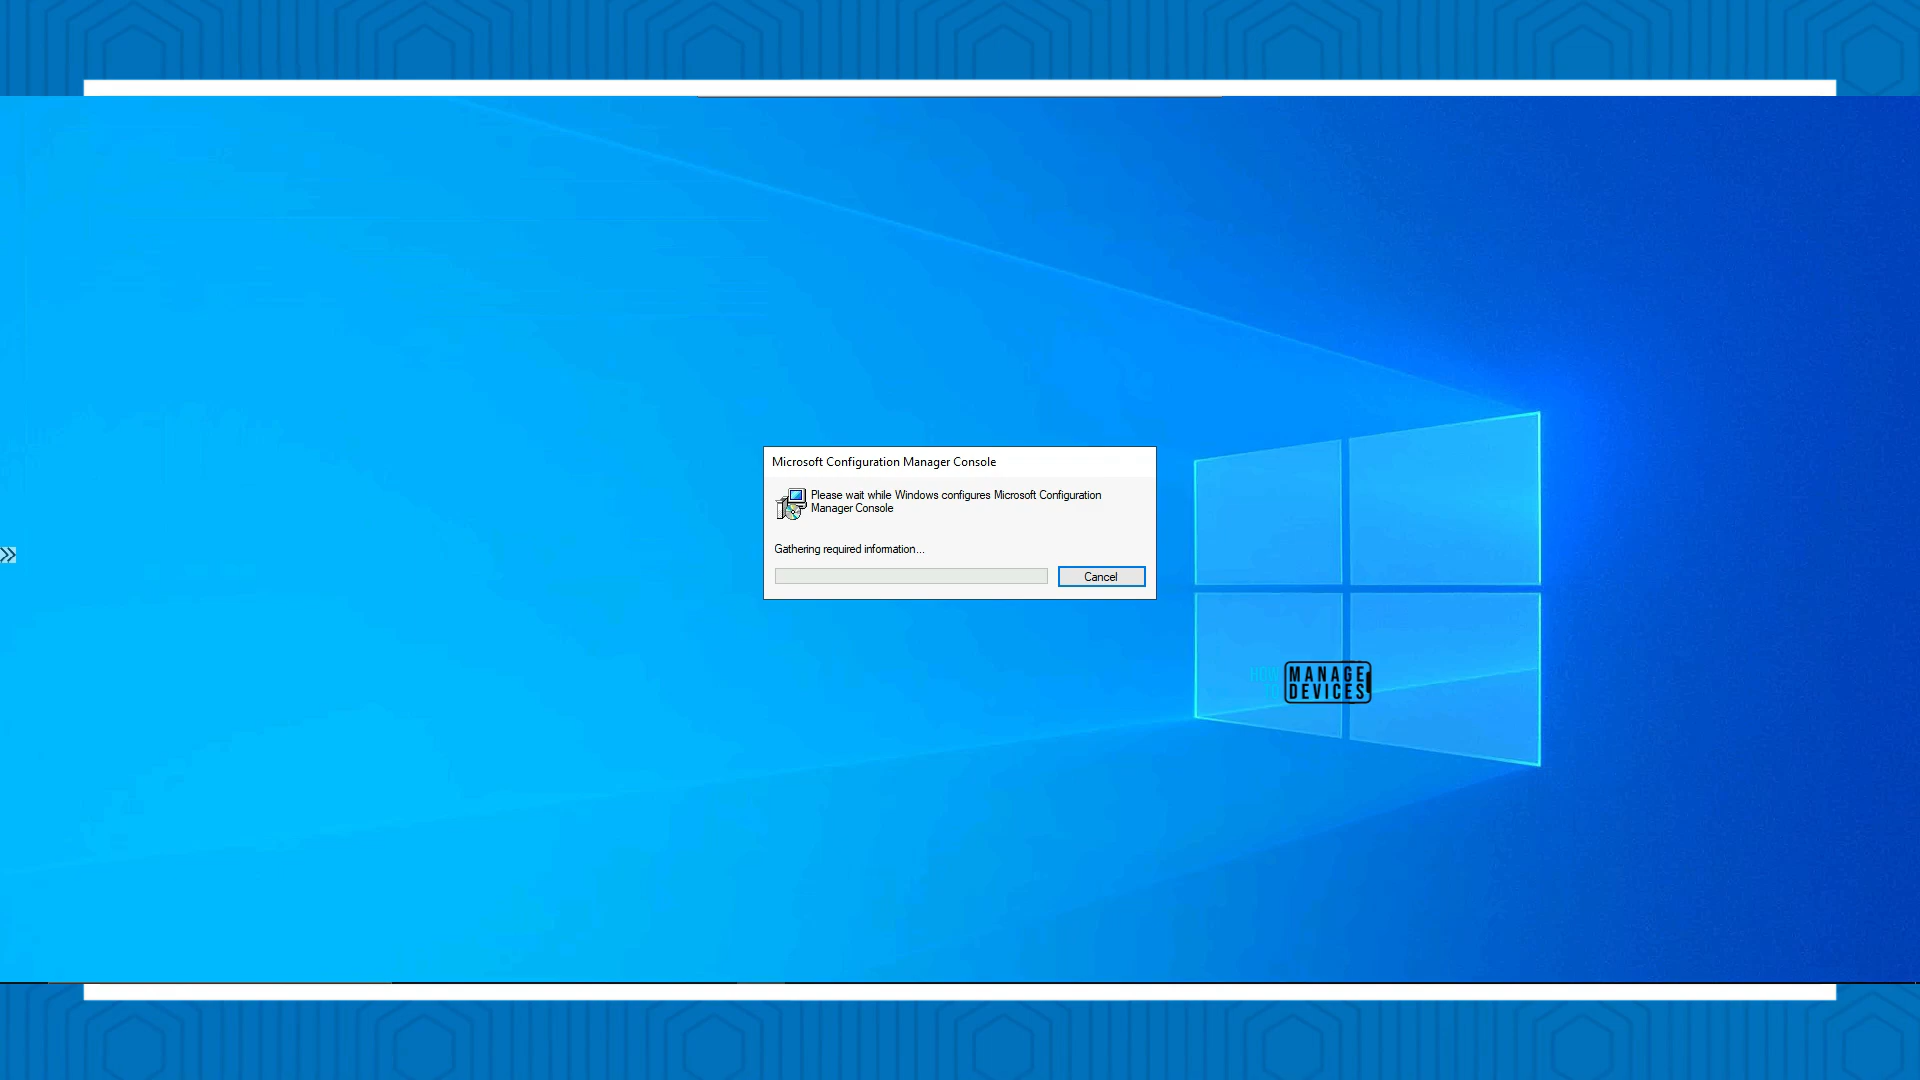 Microsoft Configuration Manager Console
Please wait while Windows configures Microsoft Configuration
Manager Console
Gathering required information...
Cancel
HOW
MANAGE
DEVICES